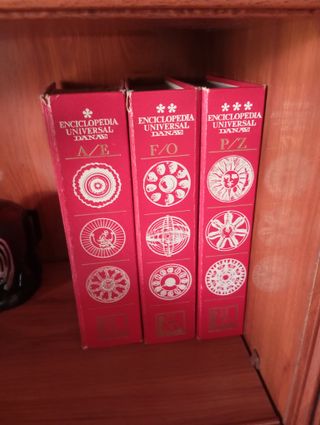 *
ENCICLOPEDIA
UNIVERSAL
DANAE
A/E
**
ENCICLOPEDIA
UNIVERSAL
DANAE
F/O
***
ENCICLOPEDIA
UNIVERSAL
DANAE
P/Z